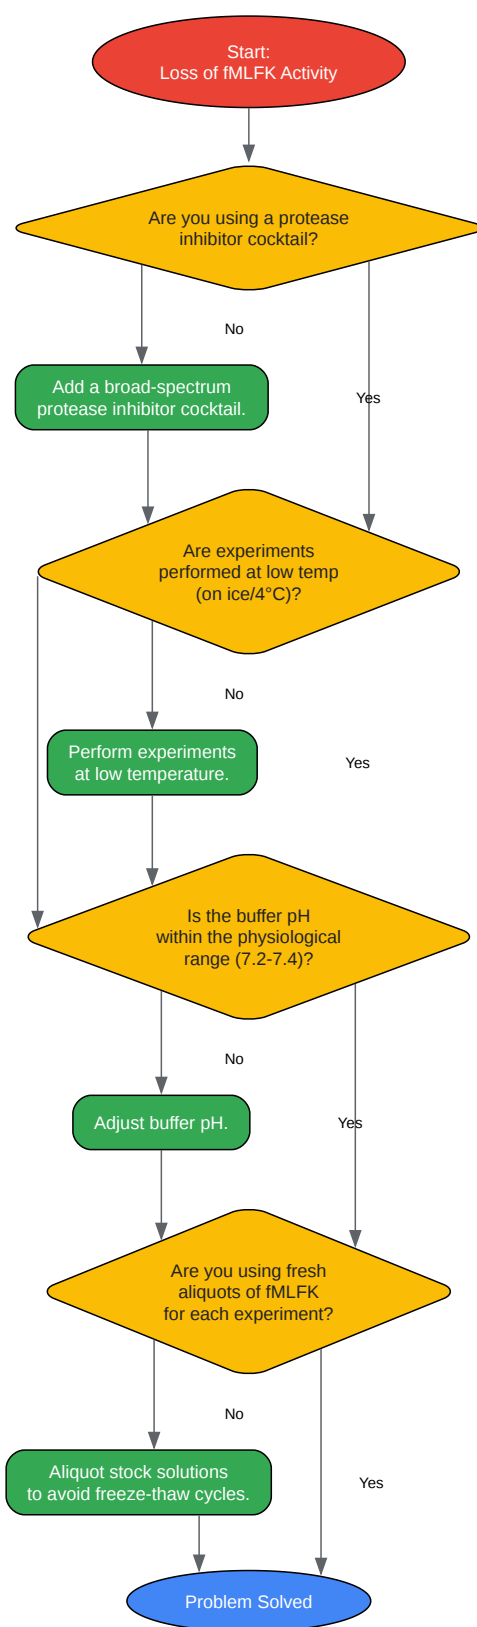 Start:
Loss of fMLFK Activity
Are you using a protease
inhibitor cocktail?
No
Add a broad-spectrum
protease inhibitor cocktail.
Yes
Are experiments
performed at low temp
(on ice/4°C)?
No
Perform experiments
at low temperature.
Yes
Is the buffer pH
within the physiological
range (7.2-7.4)?
No
Adjust buffer pH.
Yes
Are you using fresh
aliquots of fMLFK
for each experiment?
No
Aliquot stock solutions
to avoid freeze-thaw cycles.
Yes
Problem Solved